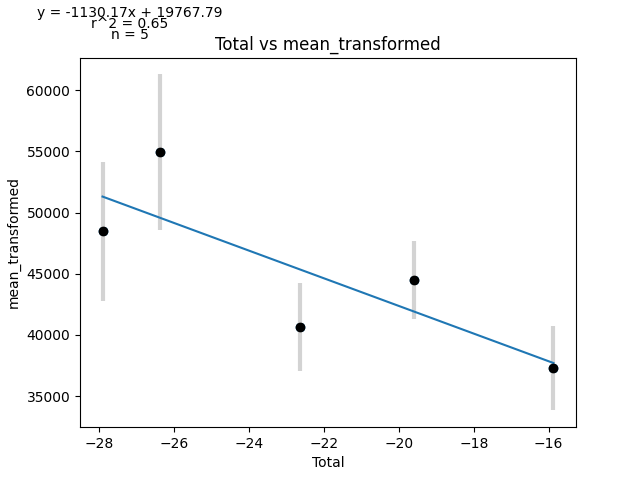 y = -1130.17x + 19767.79
r^2 = 0.65
n = 5
Total vs mean_transformed
60000
55000
50000
45000
40000
35000
mean_transformed
−28
−26
−24
−22
−20
−18
−16
Total